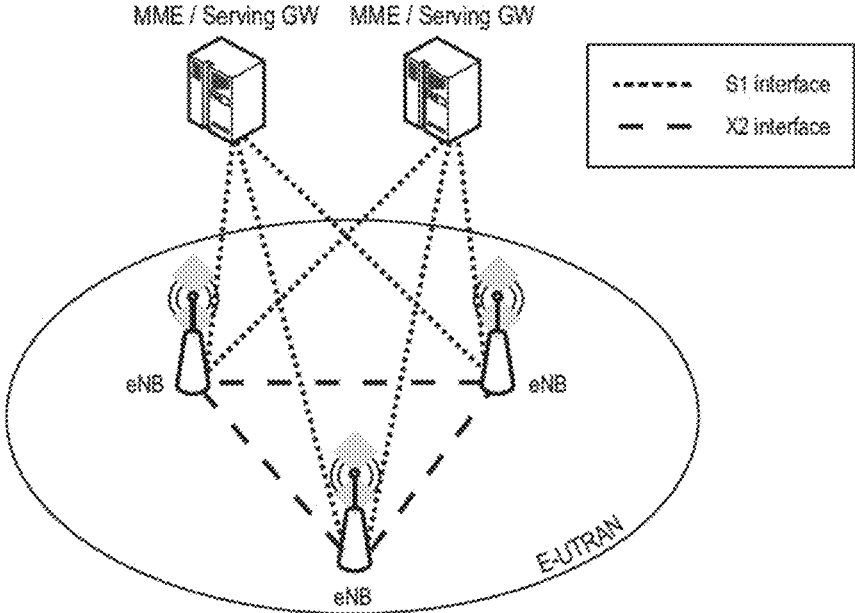 MME / Serving GW MME / Serving GW
S1 interface
X2 interface
eNB
eNB
eNB
E-UTRAN